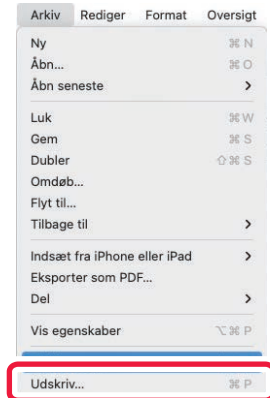 Arkiv Rediger Format Oversigt
Ny ⌘ N
Åbn... ⌘ O
Åbn seneste >
Luk ⌘ W
Gem ⌘ S
Dubler ⇧ ⌘ S
Omdøb...
Flyt til...
Tilbage til >
Indsæt fra iPhone eller iPad >
Eksporter som PDF...
Del >
Vis egenskaber ⌥ ⌘ P
Udskriv... ⌘ P